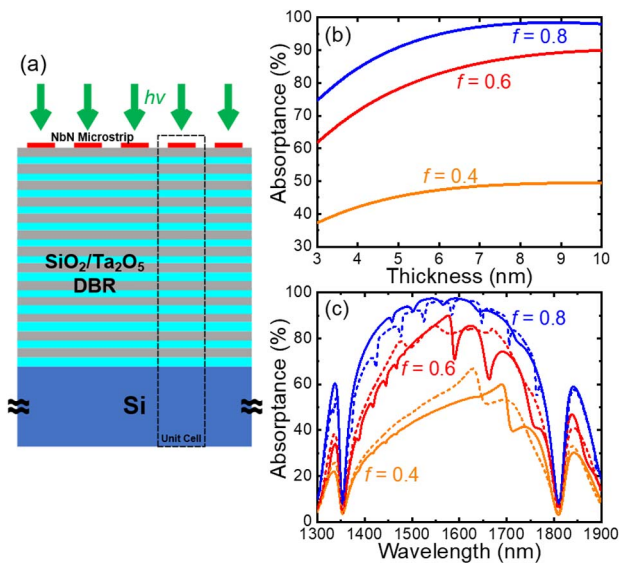 (a)
hν
NbN Microstrip
SiO2/Ta2O5
DBR
≈
Si
≈
Unit Cell
(b)
Absorptance (%)
100
90
80
70
60
50
40
30
f = 0.8
f = 0.6
f = 0.4
3 4 5 6 7 8 9 10
Thickness (nm)
(c)
Absorptance (%)
100
80
60
40
20
0
f = 0.8
f = 0.6
f = 0.4
1300 1400 1500 1600 1700 1800 1900
Wavelength (nm)